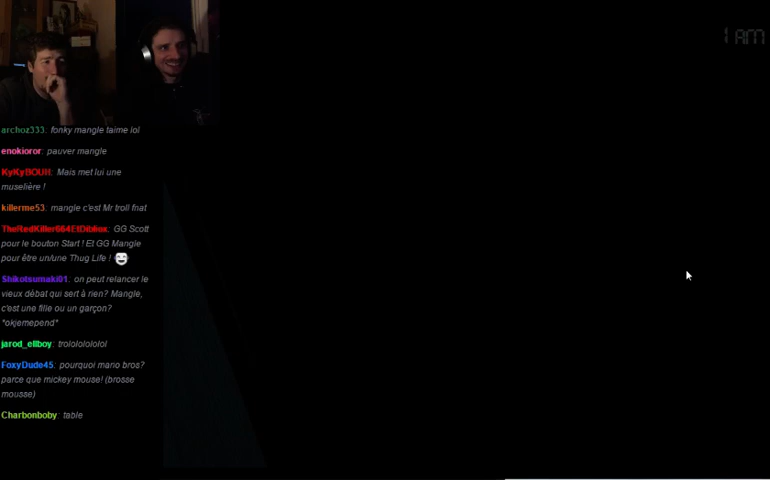 1 AM
archoz333: fonky mangle taime lol
enokioror: pauver mangle
KyKyBOUH: Mais met lui une
muselière !
killerme53: mangle c'est Mr troll fnat
TheRedKiller664EtDibliox: GG Scott
pour le bouton Start ! Et GG Mangle
pour être un/une Thug Life !
Shikotsumaki01: on peut relancer le
vieux débat qui sert à rien? Mangle,
c'est une fille ou un garçon?
*okjemepend*
jarod_ellboy: trolololololol
FoxyDude45: pourquoi mario bros?
parce que mickey mouse! (brosse
mousse)
Charbonboby: table